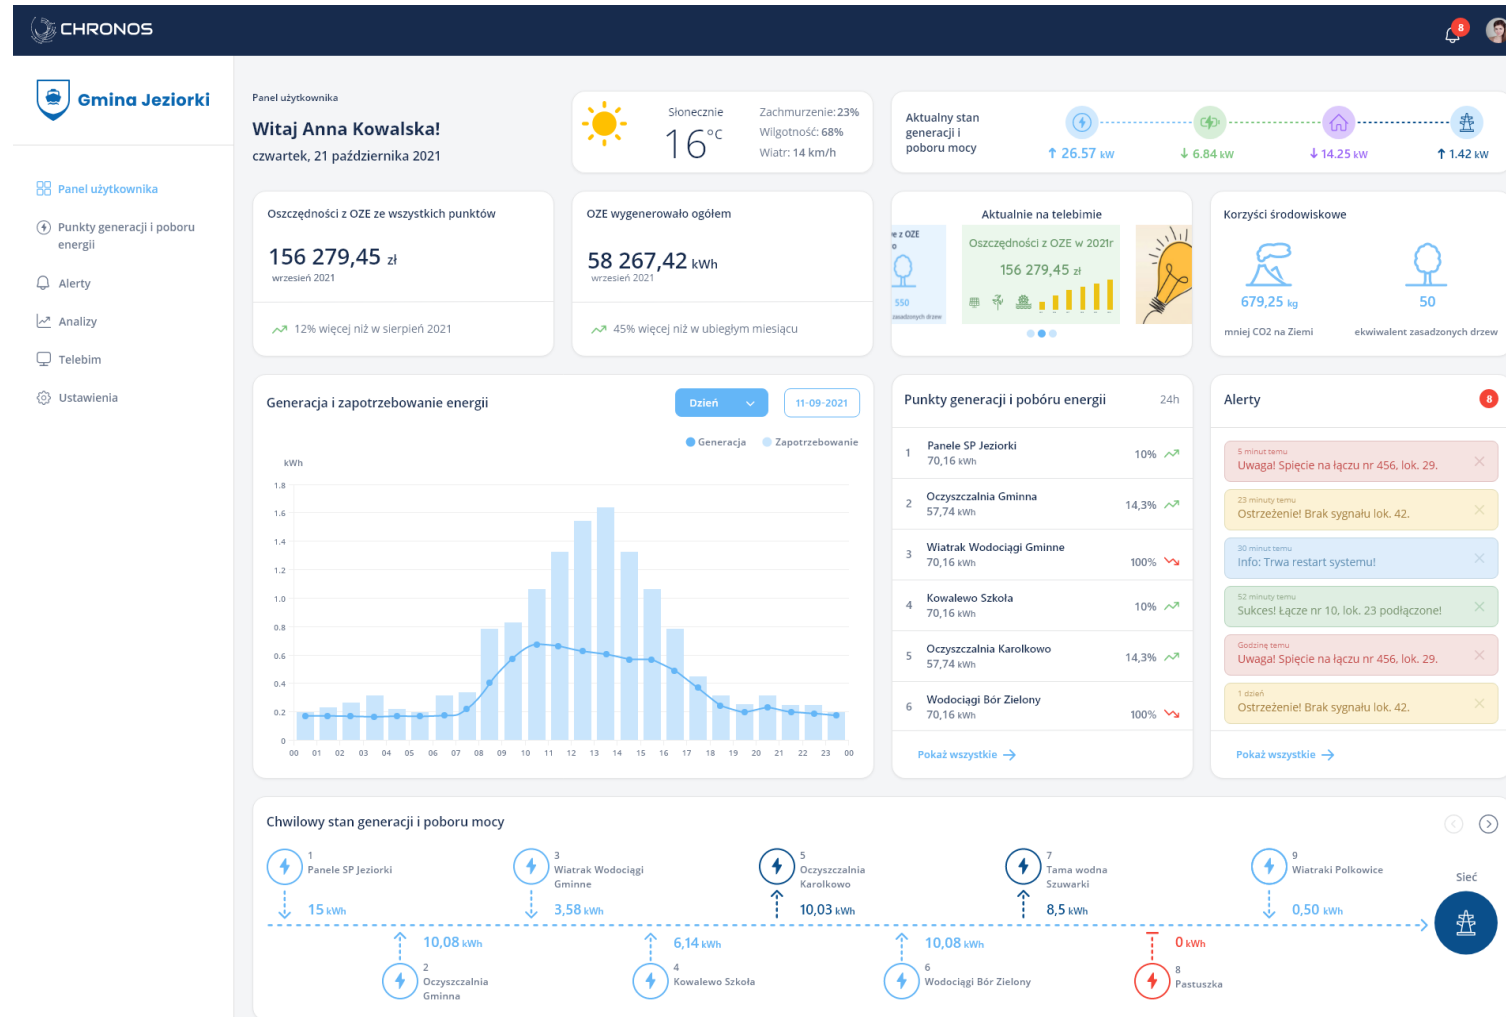 CHRONOS
8
Gmina Jeziorki
Panel użytkownika
Punkty generacji i poboru
energii
Alerty
Analizy
Telebim
Ustawienia
Panel użytkownika
Witaj Anna Kowalska!
czwartek, 21 października 2021
Słonecznie
16°C
Zachmurzenie: 23%
Wilgotność: 68%
Wiatr: 14 km/h
Aktualny stan
generacji i
poboru mocy
26.57 kW
6.84 kW
14.25 kW
1.42 kW
Oszczędności z OZE ze wszystkich punktów
156 279,45 zł
wrzesień 2021
12% więcej niż w sierpień 2021
OZE wygenerowało ogółem
58 267,42 kWh
wrzesień 2021
45% więcej niż w ubiegłym miesiącu
Aktualnie na telebimie
z OZE
550
zasadzonych drzew
Oszczędności z OZE w 2021r
156 279,45 zł
Korzyści środowiskowe
679,25 kg
mniej CO2 na Ziemi
50
ekwiwalent zasadzonych drzew
Generacja i zapotrzebowanie energii
Dzień
11-09-2021
Generacja
Zapotrzebowanie
kWh
1.8
1.6
1.4
1.2
1.0
0.8
0.6
0.4
0.2
0
00 01 02 03 04 05 06 07 08 09 10 11 12 13 14 15 16 17 18 19 20 21 22 23 00
Punkty generacji i pobóru energii
24h
1 Panele SP Jeziorki
70,16 kWh
10%
2 Oczyszczalnia Gminna
57,74 kWh
14,3%
3 Wiatrak Wodociągi Gminne
70,16 kWh
100%
4 Kowalewo Szkoła
70,16 kWh
10%
5 Oczyszczalnia Karolkowo
57,74 kWh
14,3%
6 Wodociągi Bór Zielony
70,16 kWh
100%
Pokaż wszystkie
Alerty
8
5 minut temu
Uwaga! Spięcie na łączu nr 456, lok. 29.
23 minuty temu
Ostrzeżenie! Brak sygnału lok. 42.
30 minut temu
Info: Trwa restart systemu!
52 minuty temu
Sukces! Łącze nr 10, lok. 23 podłączone!
Godzinę temu
Uwaga! Spięcie na łączu nr 456, lok. 29.
1 dzień
Ostrzeżenie! Brak sygnału lok. 42.
Pokaż wszystkie
Chwilowy stan generacji i poboru mocy
1
Panele SP Jeziorki
15 kWh
3
Wiatrak Wodociągi
Gminne
3,58 kWh
5
Oczyszczalnia
Karolkowo
10,03 kWh
7
Tama wodna
Szuwarki
8,5 kWh
9
Wiatraki Polkowice
0,50 kWh
Sieć
10,08 kWh
2
Oczyszczalnia
Gminna
6,14 kWh
4
Kowalewo Szkoła
10,08 kWh
6
Wodociągi Bór Zielony
0 kWh
8
Pastuszka